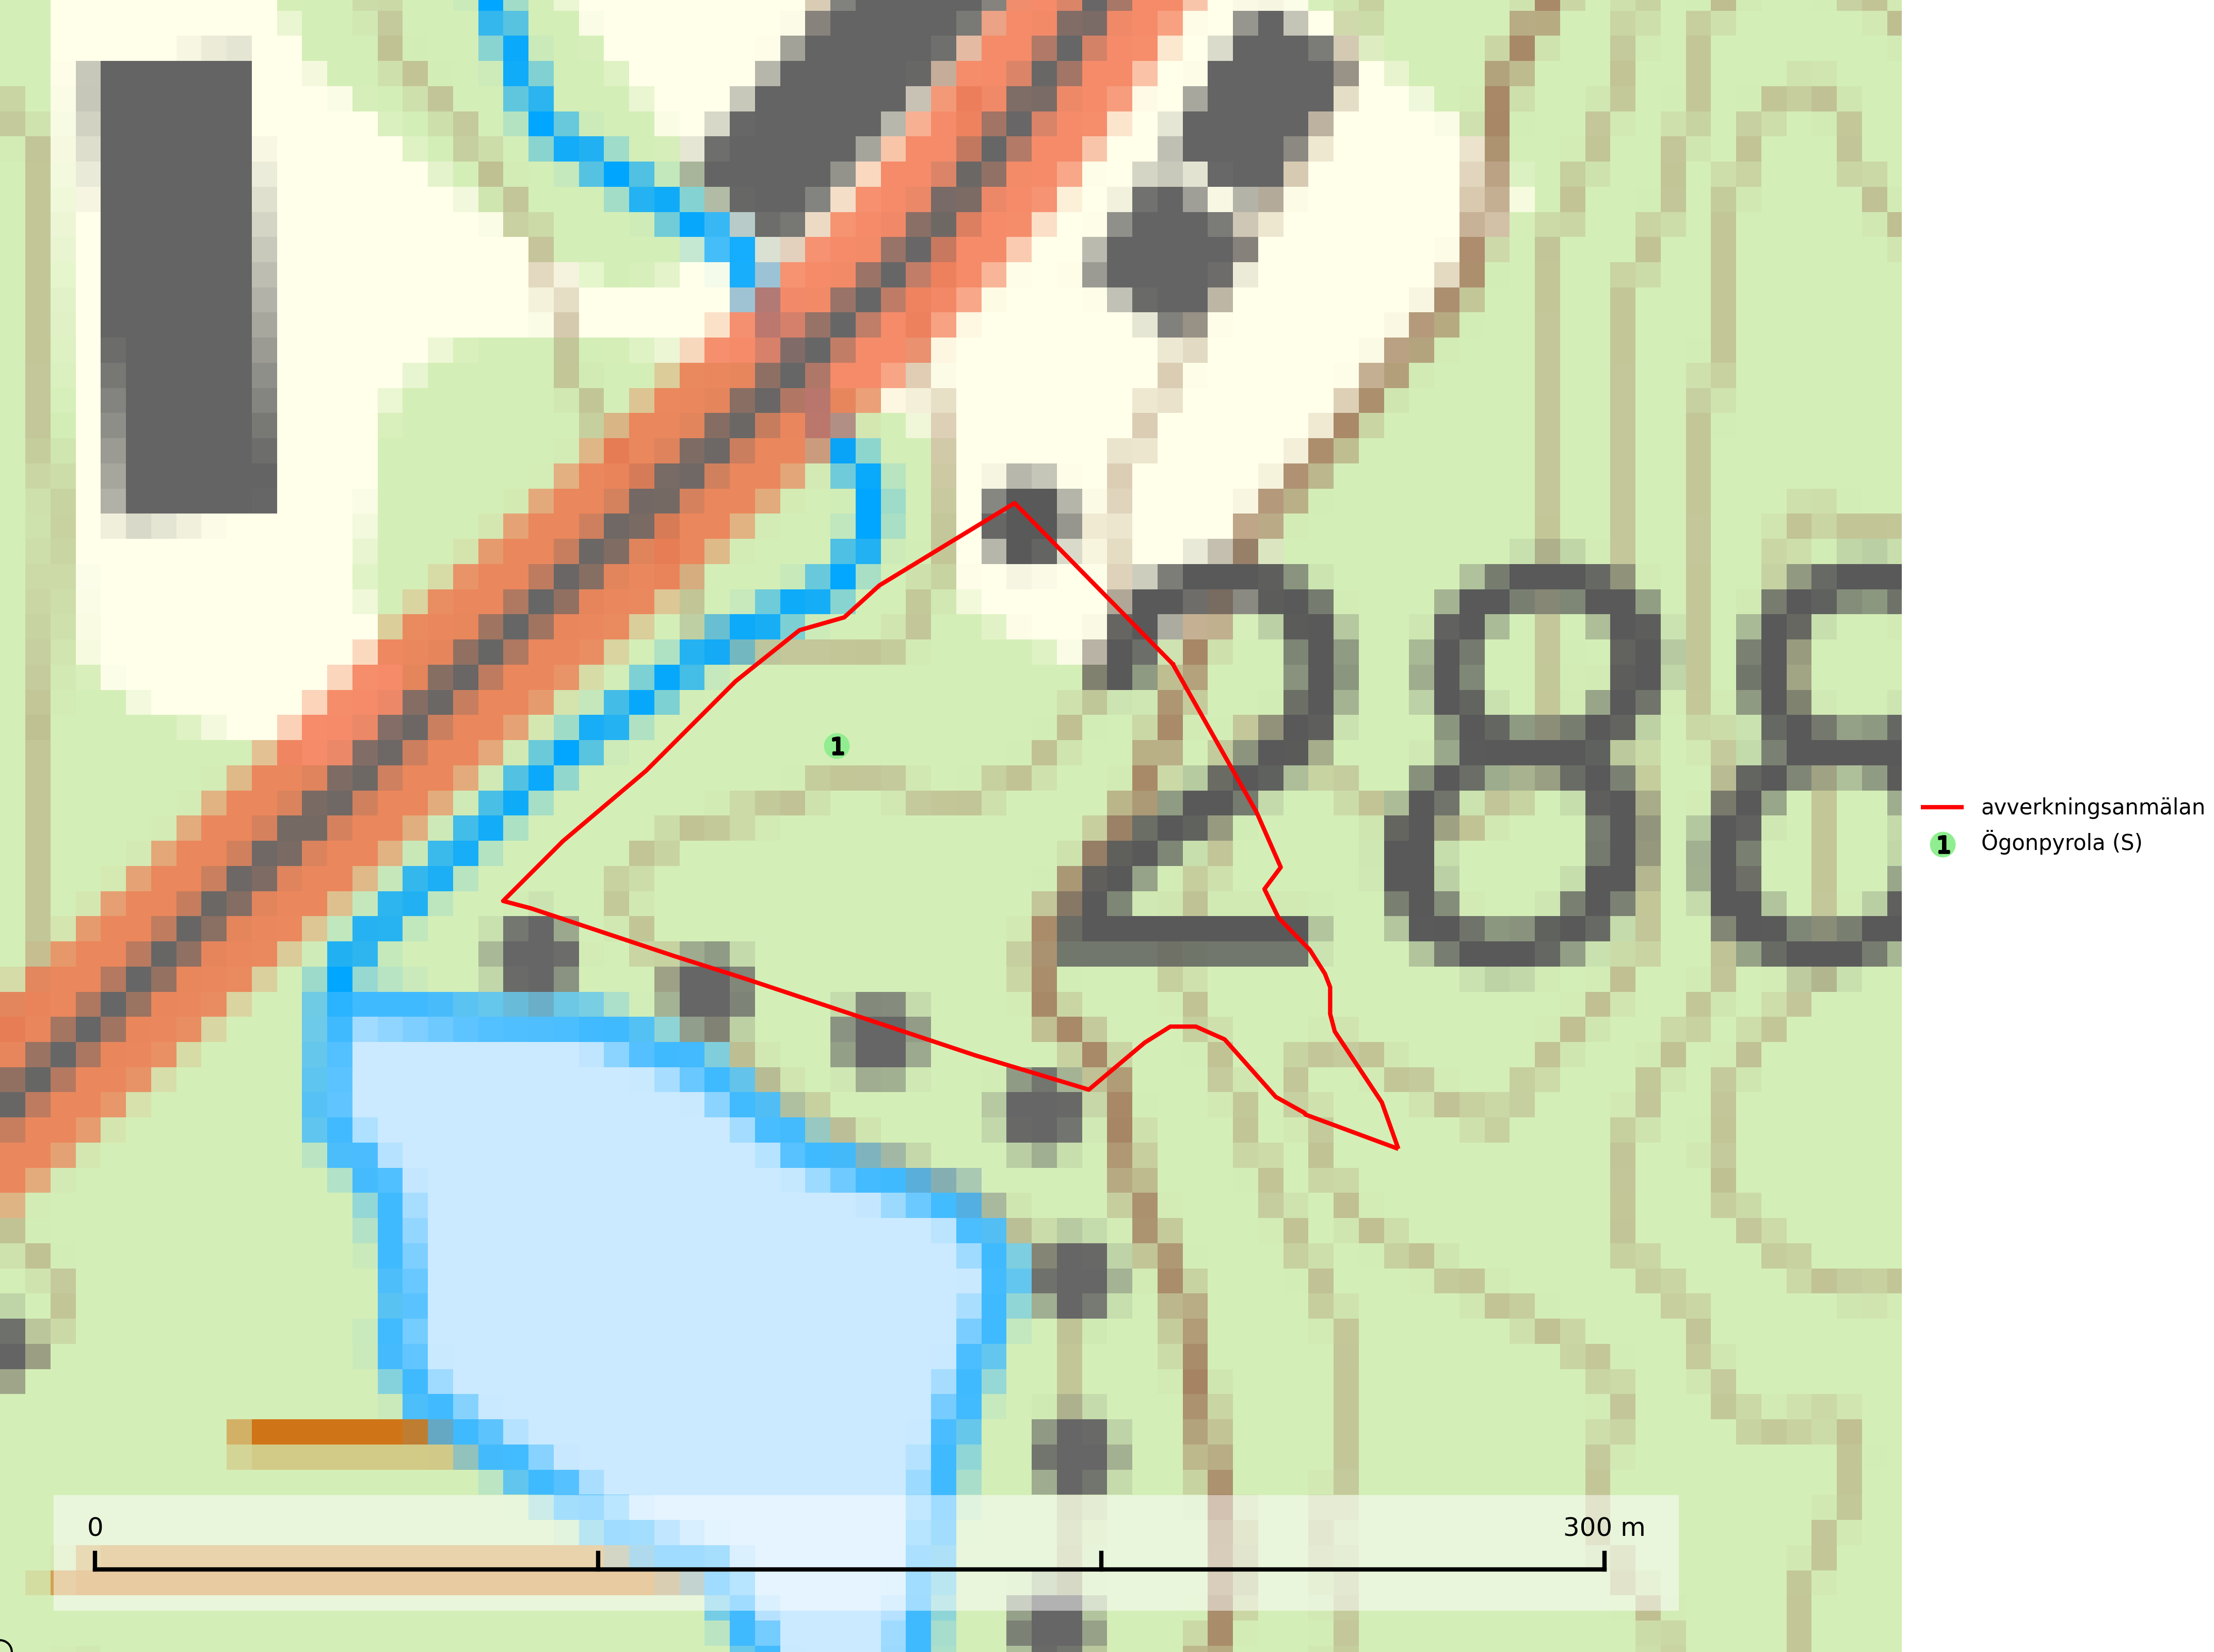 288
1
avverkningsanmälan
1 Ögonpyrola (S)
0 300 m